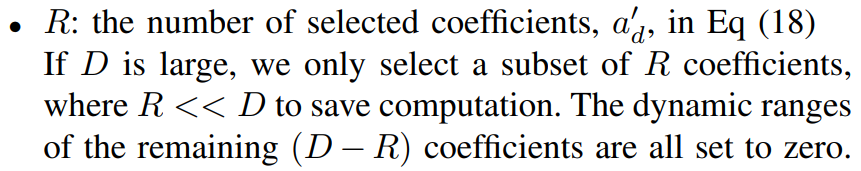 • R: the number of selected coefficients, a′_d, in Eq (18)
If D is large, we only select a subset of R coefficients,
where R << D to save computation. The dynamic ranges
of the remaining (D − R) coefficients are all set to zero.